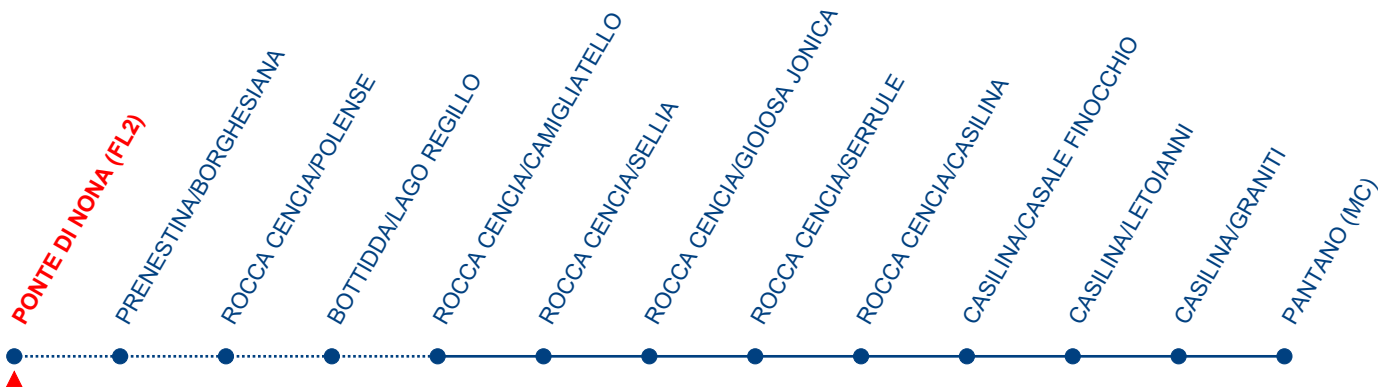 PONTE DI NONA (FL2)
PRENESTINA/BORGHESIANA
ROCCA CENCIA/POLENSE
BOTTIDDA/LAGO REGILLO
ROCCA CENCIA/CAMIGLIATELLO
ROCCA CENCIA/SELLIA
ROCCA CENCIA/GIOIOSA JONICA
ROCCA CENCIA/SERRULE
ROCCA CENCIA/CASILINA
CASILINA/CASALE FINOCCHIO
CASILINA/LETOIANNI
CASILINA/GRANITI
PANTANO (MC)